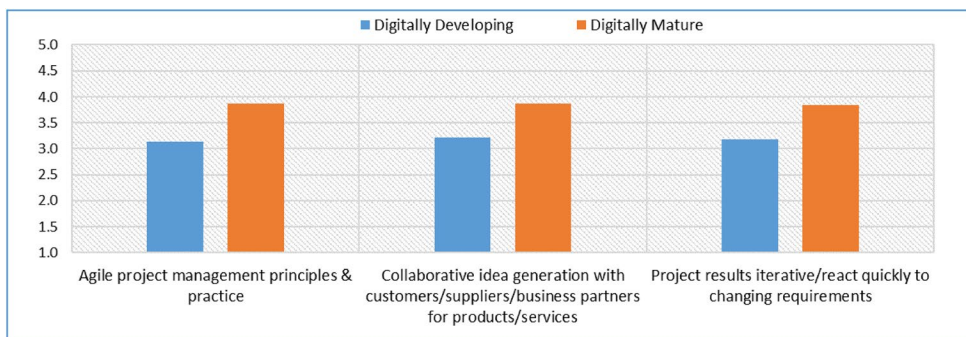 Digitally Developing Digitally Mature
5.0
4.5
4.0
3.5
3.0
2.5
2.0
1.5
1.0
Agile project management principles &
practice
Collaborative idea generation with
customers/suppliers/business partners
for products/services
Project results iterative/react quickly to
changing requirements